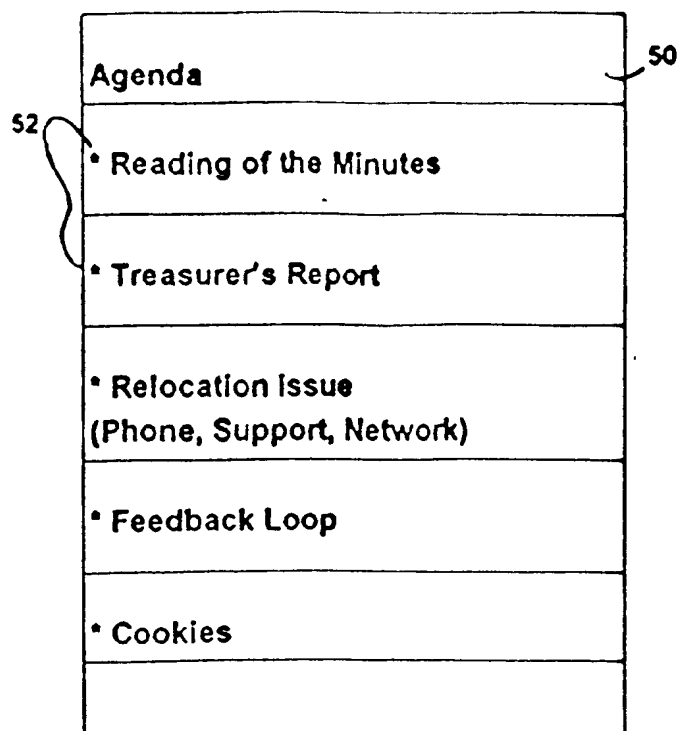 Agenda
50
52
* Reading of the Minutes
* Treasurer's Report
* Relocation Issue
(Phone, Support, Network)
* Feedback Loop
* Cookies